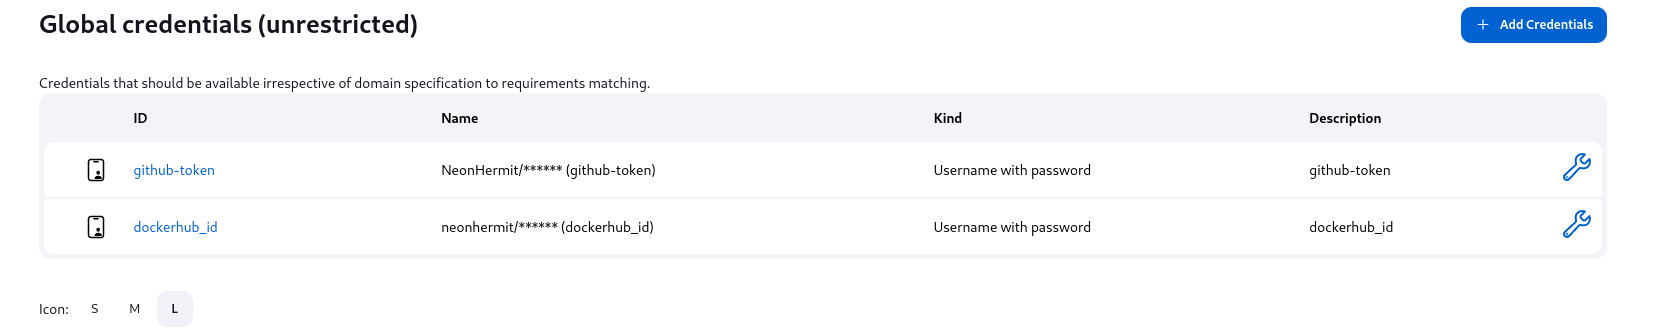 Global credentials (unrestricted)
+ Add Credentials
Credentials that should be available irrespective of domain specification to requirements matching.
ID Name Kind Description
github-token NeonHermit/****** (github-token) Username with password github-token
dockerhub_id neonhermit/****** (dockerhub_id) Username with password dockerhub_id
Icon: S M L